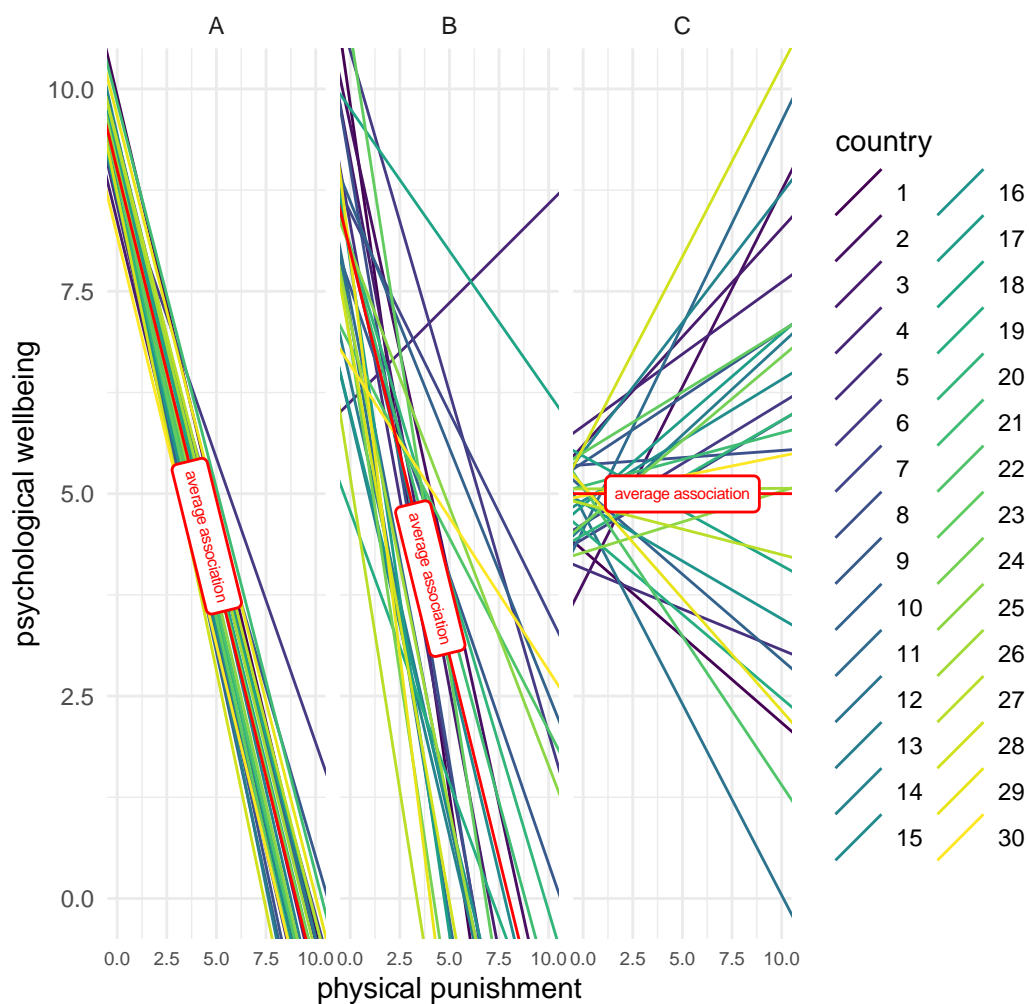 A B C
psychological wellbeing
10.0
7.5
5.0
2.5
0.0
average association
average association
average association
0.0 2.5 5.0 7.5 10.0 0.0 2.5 5.0 7.5 10.0 0.0 2.5 5.0 7.5 10.0
physical punishment
country
1 16
2 17
3 18
4 19
5 20
6 21
7 22
8 23
9 24
10 25
11 26
12 27
13 28
14 29
15 30